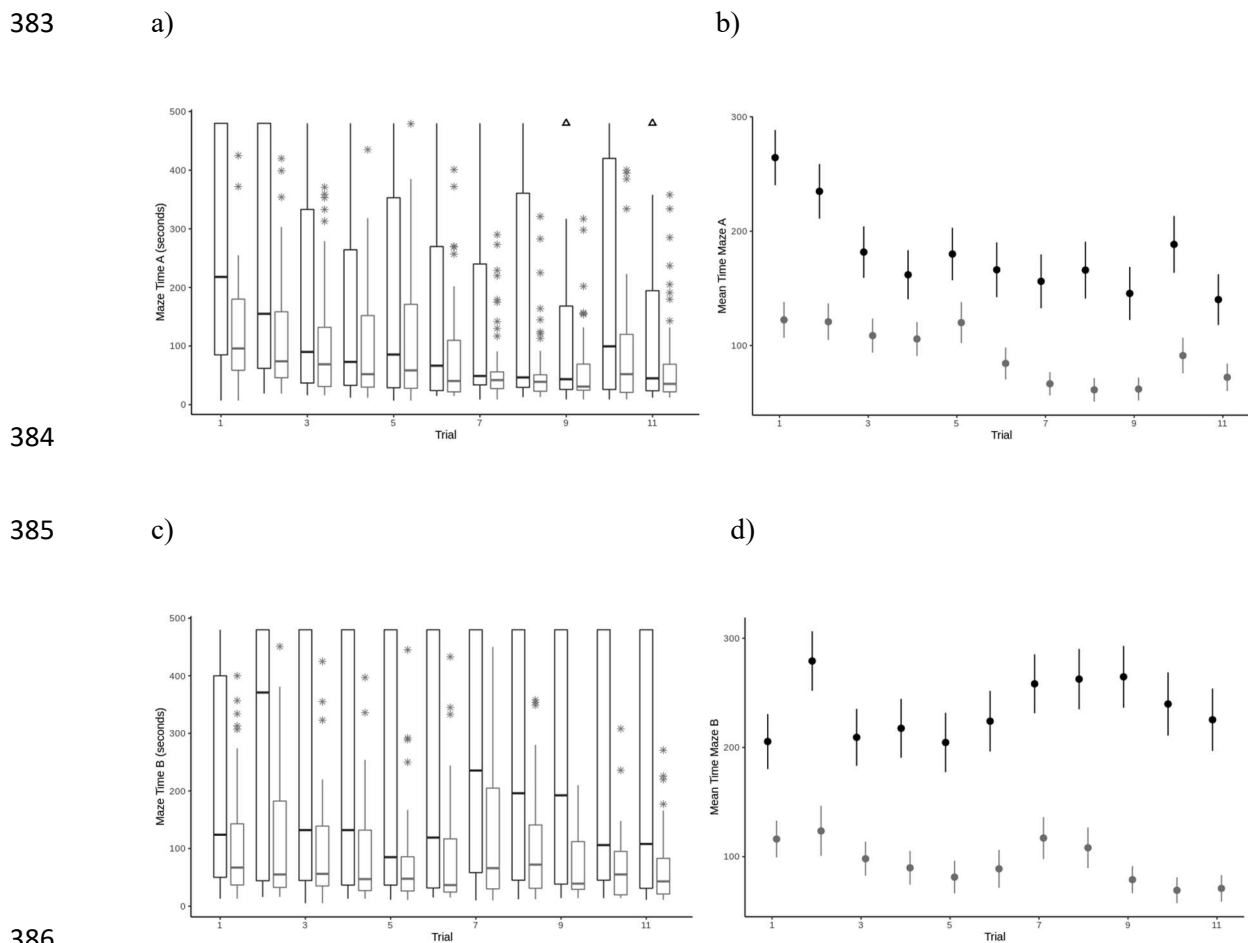 383 a) b)
500
400
300
200
100
0
Maze Time A (seconds)
1 3 5 7 9 11
Trial
300
200
100
Mean Time Maze A
1 3 5 7 9 11
Trial
384
385 c) d)
500
400
300
200
100
0
Maze Time B (seconds)
1 3 5 7 9 11
Trial
300
200
100
Mean Time Maze B
1 3 5 7 9 11
Trial
386